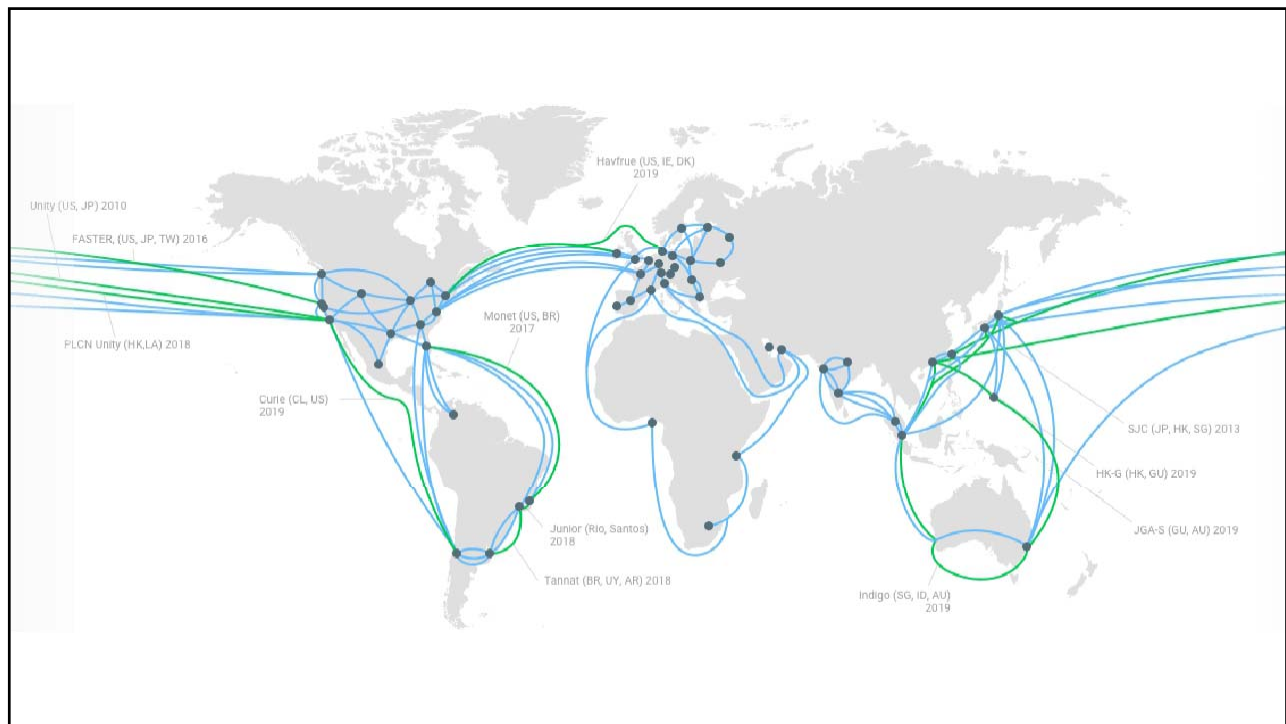 Havfrue (US, IE, DK)
2019
Unity (US, JP) 2010
FASTER, (US, JP, TW) 2016
Monet (US, BR)
2017
PLCN Unity (HK,LA) 2018
Curie (CL, US)
2019
SJC (JP, HK, SG) 2013
HK-G (HK, GU) 2019
JGA-S (GU, AU) 2019
Junior (Rio, Santos)
2018
Tannat (BR, UY, AR) 2018
Indigo (SG, ID, AU)
2019